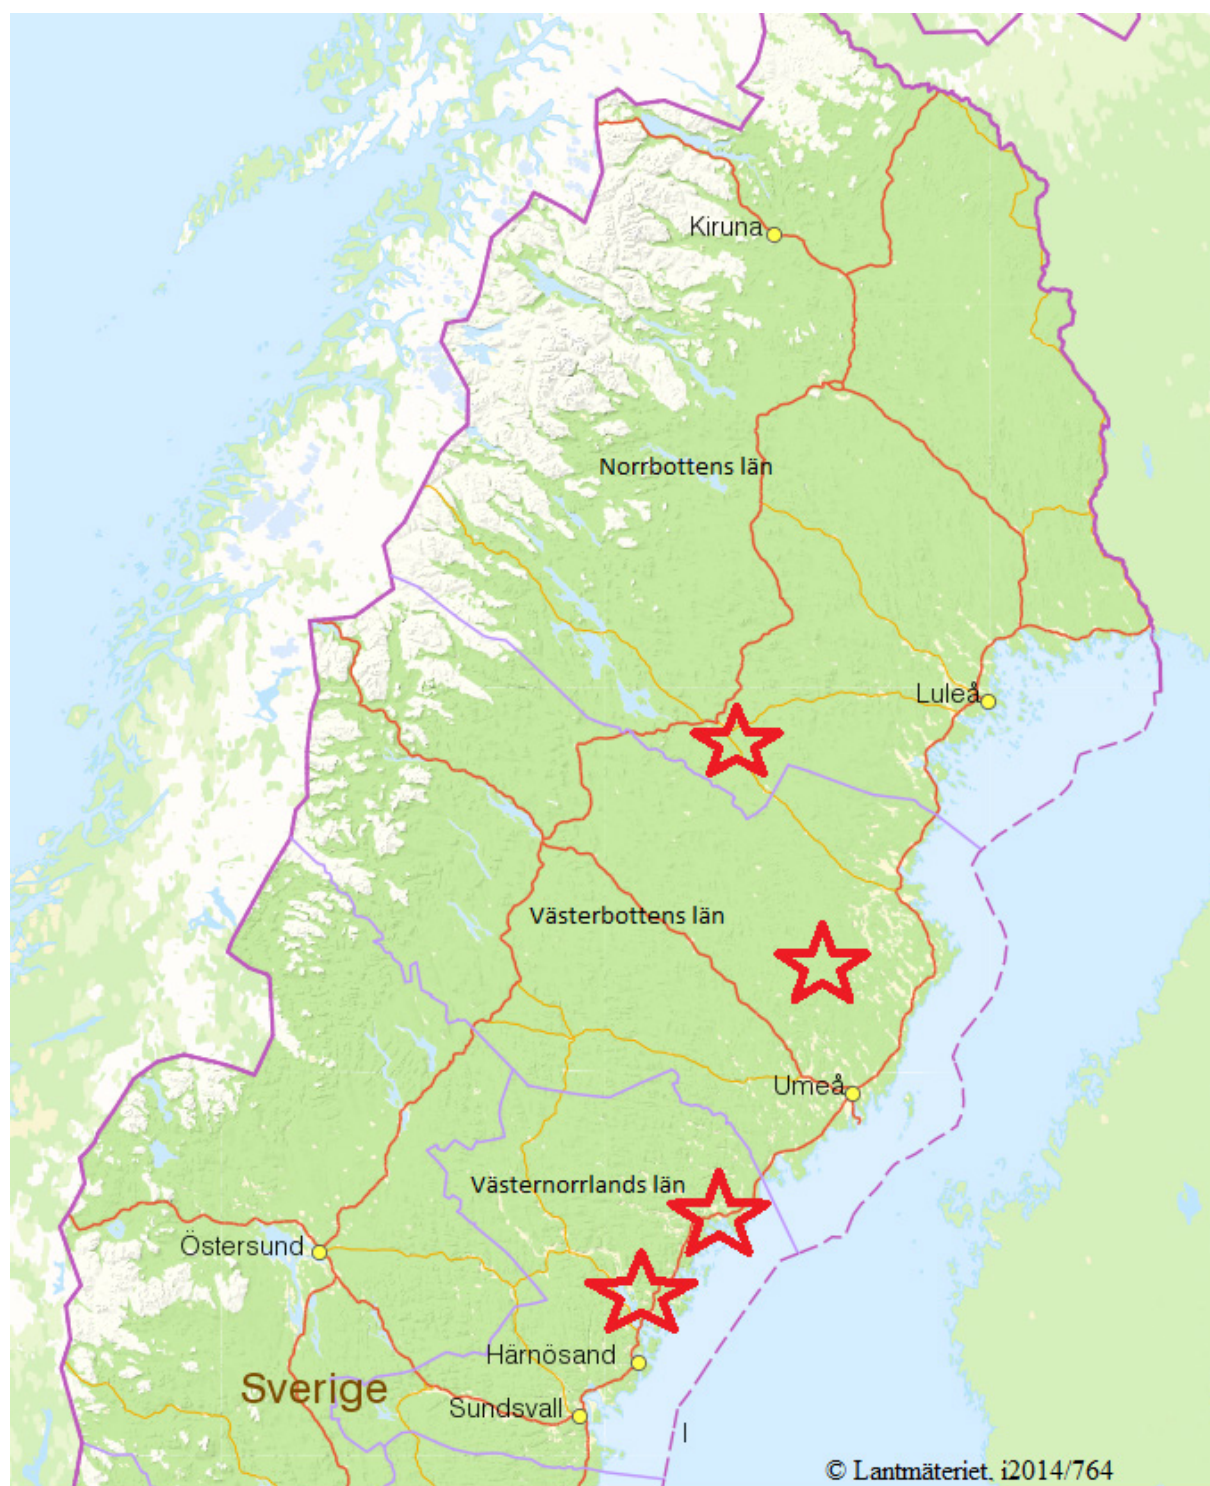 Kiruna
Norrbottens län
Luleå
Västerbottens län
Umeå
Västernorrlands län
Östersund
Härnösand
Sverige
Sundsvall
© Lantmäteriet, i2014/764